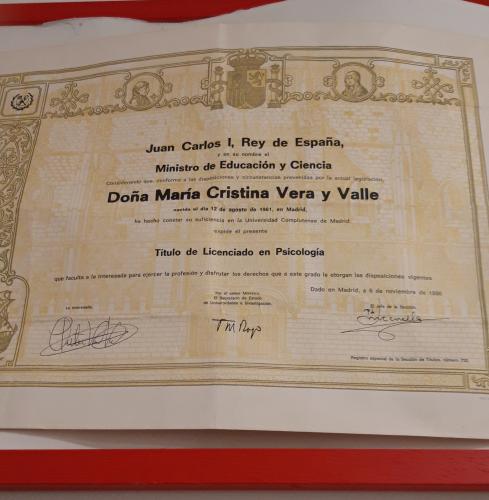 Juan Carlos I, Rey de España,
y en su nombre el
Ministro de Educación y Ciencia
Considerando que, conforme a las disposiciones y circunstancias prevenidas por la actual legislación,
Doña María Cristina Vera y Valle
nacida el día 12 de agosto de 1961, en Madrid,
ha hecho constar su suficiencia en la Universidad Complutense de Madrid
expide el presente
Título de Licenciado en Psicología
que faculta a la interesada para ejercer la profesión y disfrutar los derechos que a este grado le otorgan las disposiciones vigentes
Dado en Madrid, a 6 de noviembre de 1986
La interesada, Por el señor Ministro El Jefe de la Sección,
El Secretario de Estado
de Universidades e Investigación,
Registro especial de la Sección de Títulos, número